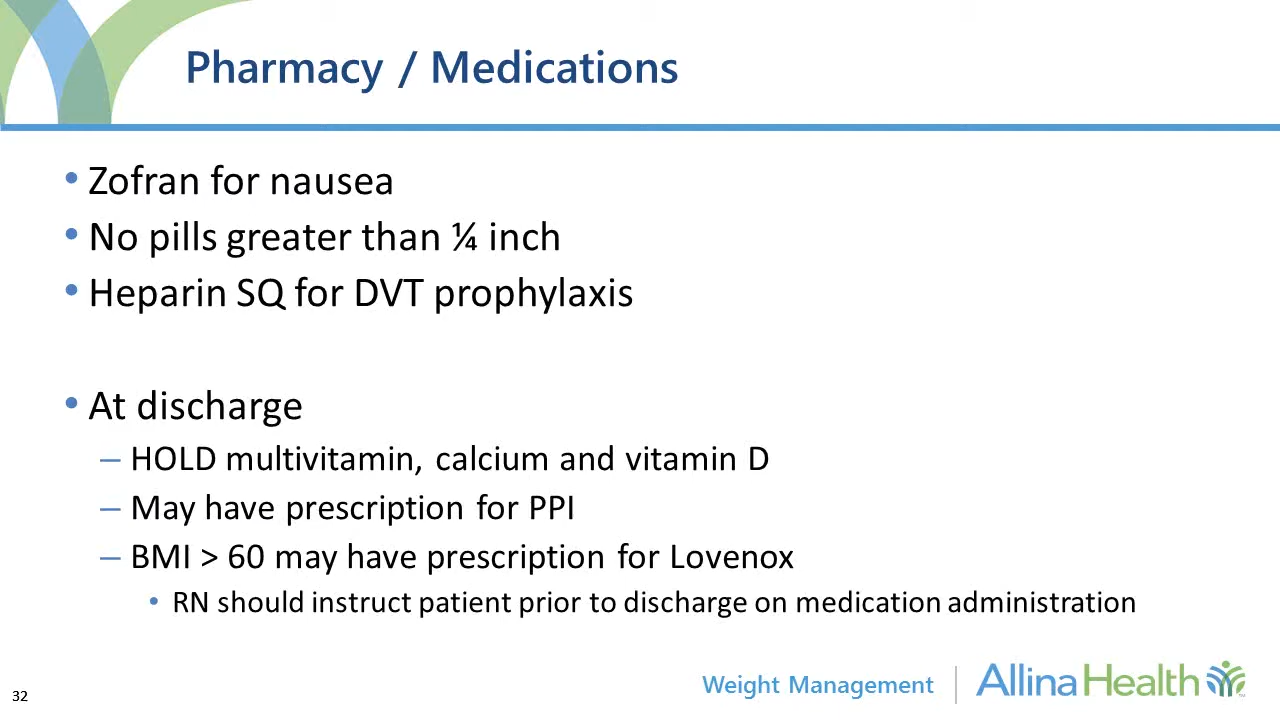 Pharmacy / Medications
• Zofran for nausea
• No pills greater than ¼ inch
• Heparin SQ for DVT prophylaxis
• At discharge
– HOLD multivitamin, calcium and vitamin D
– May have prescription for PPI
– BMI > 60 may have prescription for Lovenox
• RN should instruct patient prior to discharge on medication administration
32
Weight Management
Allina Health